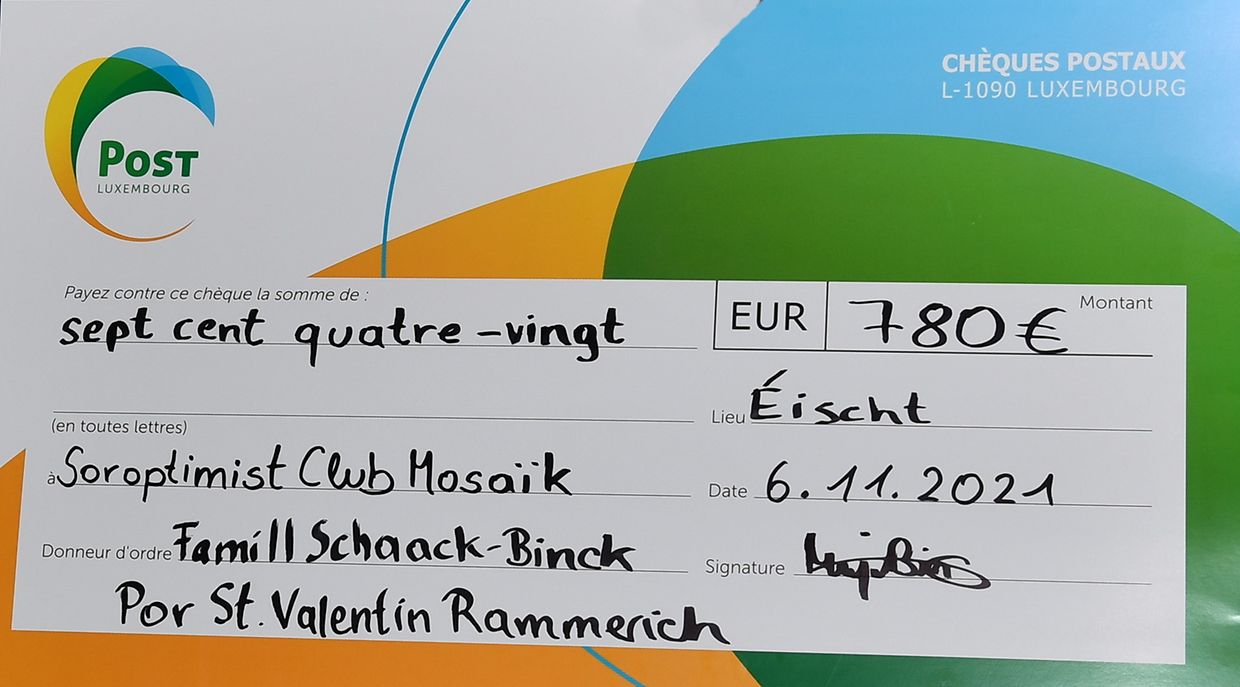 CHÈQUES POSTAUX
L-1090 LUXEMBOURG
POST
LUXEMBOURG
Payez contre ce chèque la somme de :
sept cent quatre-vingt
EUR 780€ Montant
Lieu Éischt
(en toutes lettres)
à Soroptimist Club Mosaïk
Date 6.11.2021
Donneur d'ordre Famill Schaack-Binck
Signature
Por St. Valentin Rammerich